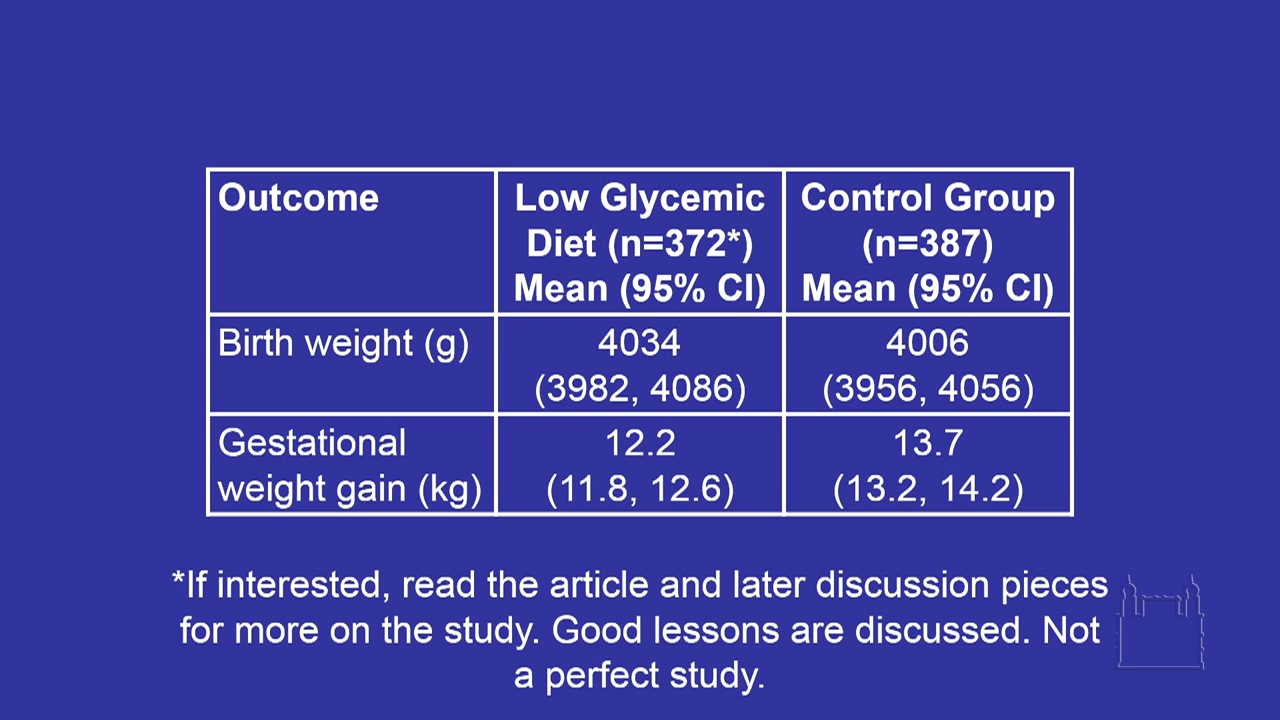 Outcome
Low Glycemic
Diet (n=372*)
Mean (95% CI)
Control Group
(n=387)
Mean (95% CI)
Birth weight (g)
4034
(3982, 4086)
4006
(3956, 4056)
Gestational
weight gain (kg)
12.2
(11.8, 12.6)
13.7
(13.2, 14.2)
*If interested, read the article and later discussion pieces
for more on the study. Good lessons are discussed. Not
a perfect study.